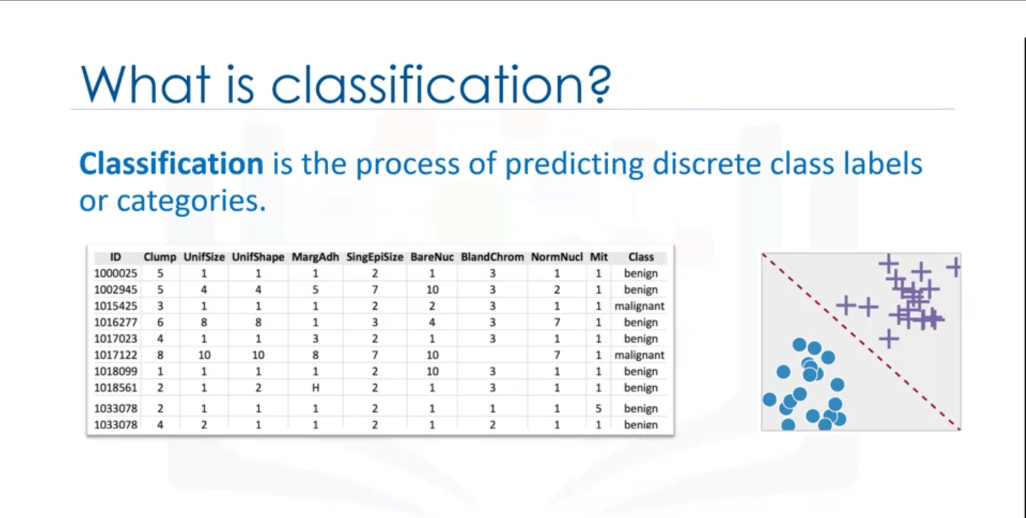 What is classification?
Classification is the process of predicting discrete class labels
or categories.
ID Clump UnifSize UnifShape MargAdh SingEpiSize BareNuc BlandChrom NormNucl Mit Class
1000025 5 1 1 1 2 1 3 1 1 benign
1002945 5 4 4 5 7 10 3 2 1 benign
1015425 3 1 1 1 2 2 3 1 1 malignant
1016277 6 8 8 1 3 4 3 7 1 benign
1017023 4 1 1 3 2 1 3 1 1 benign
1017122 8 10 10 8 7 10 7 1 malignant
1018099 1 1 1 1 2 10 3 1 1 benign
1018561 2 1 2 H 2 1 3 1 1 benign
1033078 2 1 1 1 2 1 1 1 5 benign
1033078 4 2 1 1 2 1 2 1 1 benign